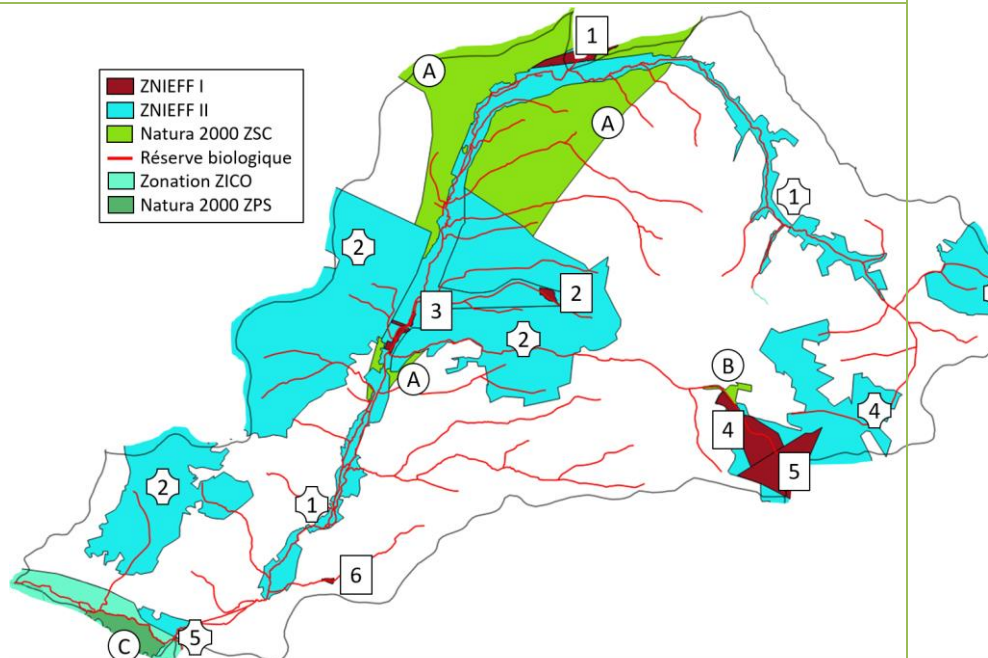 ZNIEFF I
ZNIEFF II
Natura 2000 ZSC
Réserve biologique
Zonation ZICO
Natura 2000 ZPS
1
A
A
1
2
2
3
2
A
B
4
4
5
2
1
6
5
C